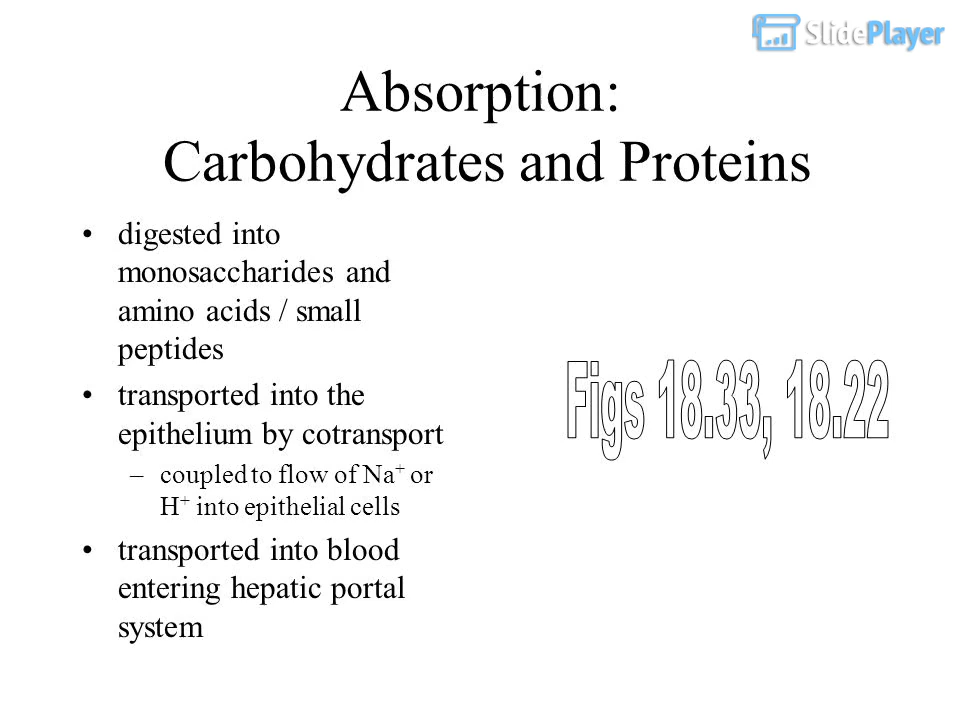 SlidePlayer
Absorption:
Carbohydrates and Proteins
• digested into
monosaccharides and
amino acids / small
peptides
• transported into the
epithelium by cotransport
– coupled to flow of Na⁺ or
H⁺ into epithelial cells
• transported into blood
entering hepatic portal
system
Figs 18.33, 18.22